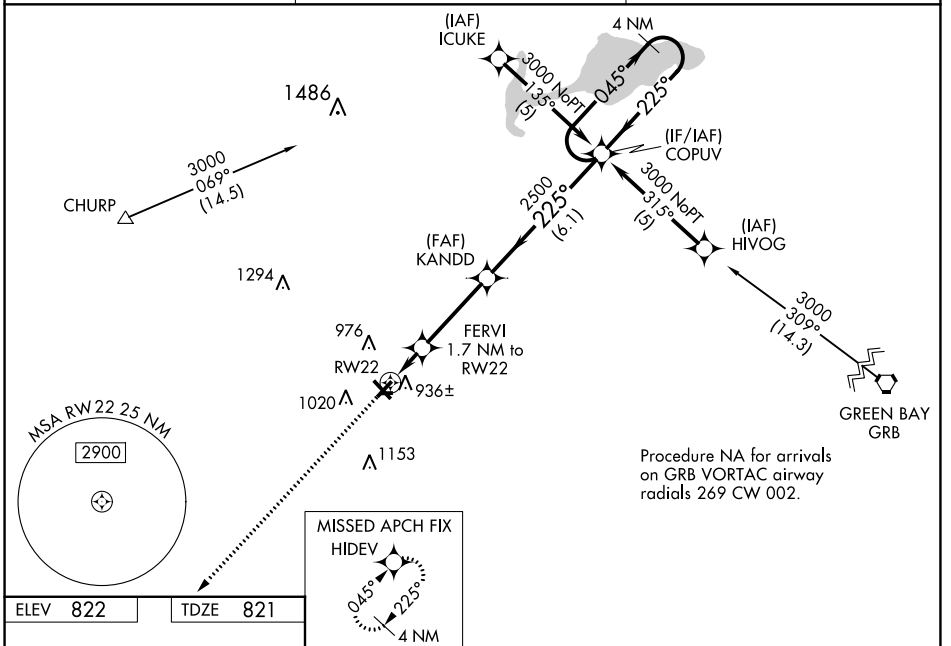 (IAF)
ICUKE
4 NM
3000 NoPT
135°
(5)
045°
225°
1486
(IF/IAF)
COPUV
3000
069°
(14.5)
CHURP
2500
225°
(6.1)
3000 NoPT
315°
(5)
(IAF)
HIVOG
(FAF)
KANDD
1294
3000
309°
(14.3)
976
FERVI
1.7 NM to
RW22
RW22
936±
1020
GREEN BAY
GRB
MSA RW 22 25 NM
2900
1153
Procedure NA for arrivals
on GRB VORTAC airway
radials 269 CW 002.
MISSED APCH FIX
HIDEV
045°
225°
4 NM
ELEV 822
TDZE 821